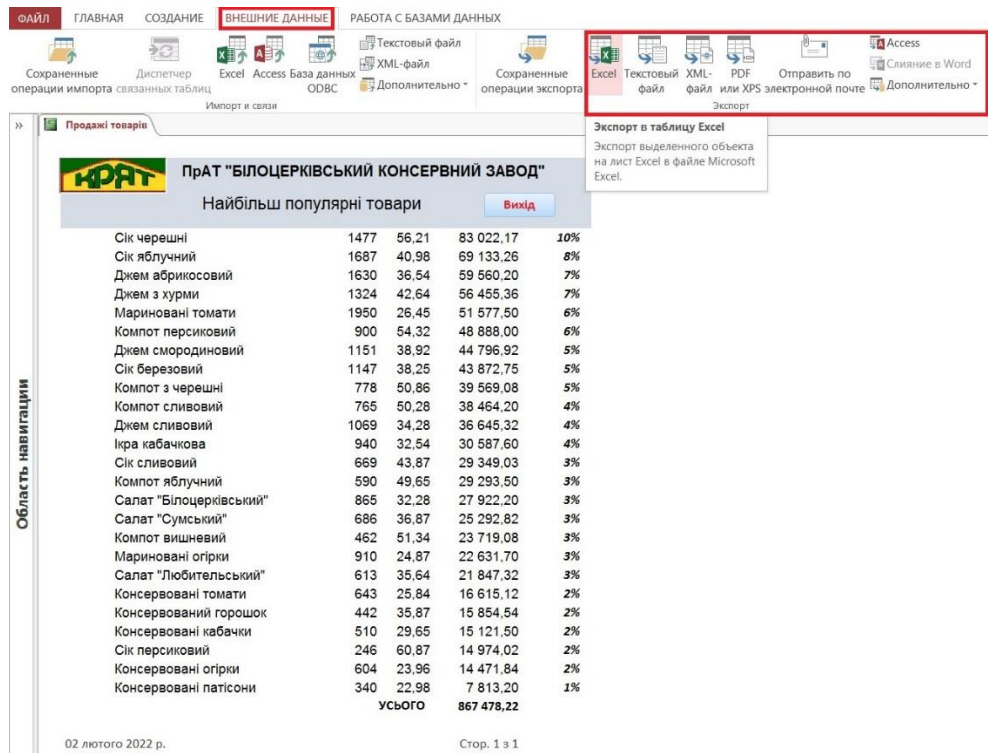 ФАЙЛ ГЛАВНАЯ СОЗДАНИЕ ВНЕШНИЕ ДАННЫЕ РАБОТА С БАЗАМИ ДАННЫХ
Сохраненные операции импорта
Диспетчер связанных таблиц
Excel
Access
База данных ODBC
Текстовый файл
XML-файл
Дополнительно
Импорт и связи
Сохраненные операции экспорта
Excel
Текстовый файл
XML-файл
PDF или XPS
Отправить по электронной почте
Access
Слияние в Word
Дополнительно
Экспорт
Экспорт в таблицу Excel
Экспорт выделенного объекта
на лист Excel в файле Microsoft
Excel.
»
Продажі товарів
Область навигации
КРЯТ
ПрАТ "БІЛОЦЕРКІВСЬКИЙ КОНСЕРВНИЙ ЗАВОД"
Найбільш популярні товари
Вихід
Сік черешні 1477 56,21 83 022,17 10%
Сік яблучний 1687 40,98 69 133,26 8%
Джем абрикосовий 1630 36,54 59 560,20 7%
Джем з хурми 1324 42,64 56 455,36 7%
Мариновані томати 1950 26,45 51 577,50 6%
Компот персиковий 900 54,32 48 888,00 6%
Джем смородиновий 1151 38,92 44 796,92 5%
Сік березовий 1147 38,25 43 872,75 5%
Компот з черешні 778 50,86 39 569,08 5%
Компот сливовий 765 50,28 38 464,20 4%
Джем сливовий 1069 34,28 36 645,32 4%
Ікра кабачкова 940 32,54 30 587,60 4%
Сік сливовий 669 43,87 29 349,03 3%
Компот яблучний 590 49,65 29 293,50 3%
Салат "Білоцерківський" 865 32,28 27 922,20 3%
Салат "Сумський" 686 36,87 25 292,82 3%
Компот вишневий 462 51,34 23 719,08 3%
Мариновані огірки 910 24,87 22 631,70 3%
Салат "Любительський" 613 35,64 21 847,32 3%
Консервовані томати 643 25,84 16 615,12 2%
Консервований горошок 442 35,87 15 854,54 2%
Консервовані кабачки 510 29,65 15 121,50 2%
Сік персиковий 246 60,87 14 974,02 2%
Консервовані огірки 604 23,96 14 471,84 2%
Консервовані патісони 340 22,98 7 813,20 1%
УСЬОГО 867 478,22
02 лютого 2022 р. Стор. 1 з 1